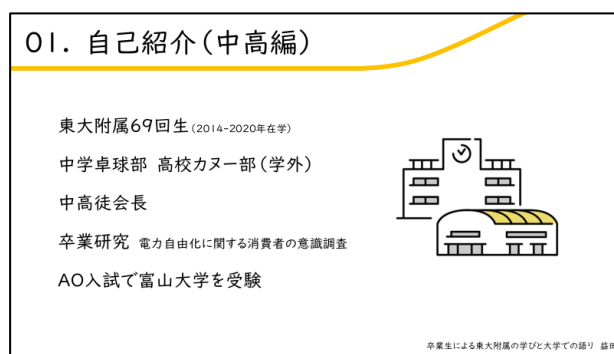 01. 自己紹介(中高編)
東大附属69回生(2014-2020年在学)
中学卓球部 高校カヌー部(学外)
中高徒会長
卒業研究 電力自由化に関する消費者の意識調査
AO入試で富山大学を受験
卒業生による東大附属の学びと大学での語り 益田